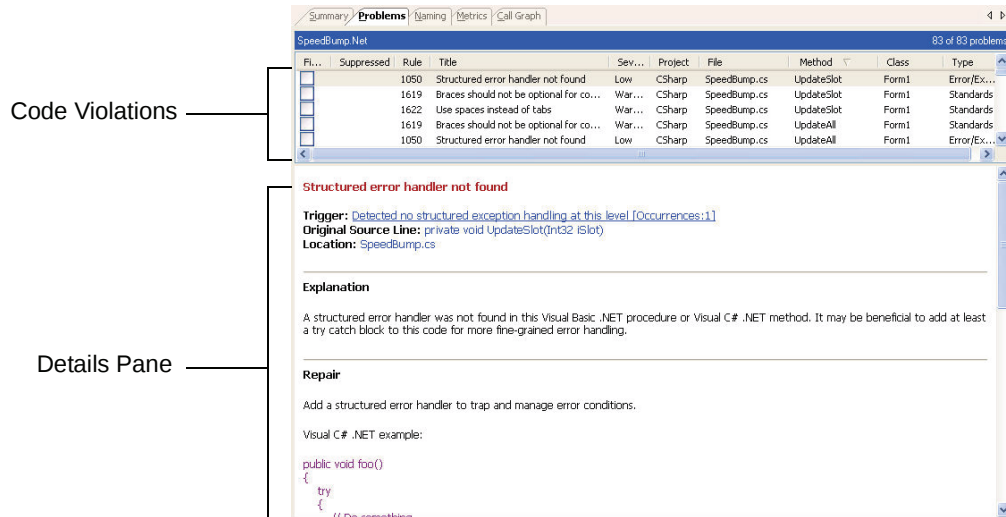 Summary Problems Naming Metrics Call Graph
SpeedBump.Net 83 of 83 problems
Fi... Suppressed Rule Title Sev... Project File Method Class Type
1050 Structured error handler not found Low CSharp SpeedBump.cs UpdateSlot Form1 Error/Ex...
1619 Braces should not be optional for co... War... CSharp SpeedBump.cs UpdateSlot Form1 Standards
1622 Use spaces instead of tabs War... CSharp SpeedBump.cs UpdateSlot Form1 Standards
Code Violations
1619 Braces should not be optional for co... War... CSharp SpeedBump.cs UpdateAll Form1 Standards
1050 Structured error handler not found Low CSharp SpeedBump.cs UpdateAll Form1 Error/Ex...
Structured error handler not found
Trigger: Detected no structured exception handling at this level [Occurrences:1]
Original Source Line: private void UpdateSlot(Int32 iSlot)
Location: SpeedBump.cs
Explanation
A structured error handler was not found in this Visual Basic .NET procedure or Visual C# .NET method. It may be beneficial to add at least
a try catch block to this code for more fine-grained error handling.
Details Pane
Repair
Add a structured error handler to trap and manage error conditions.
Visual C# .NET example:
public void foo()
{
try
{
// Do something